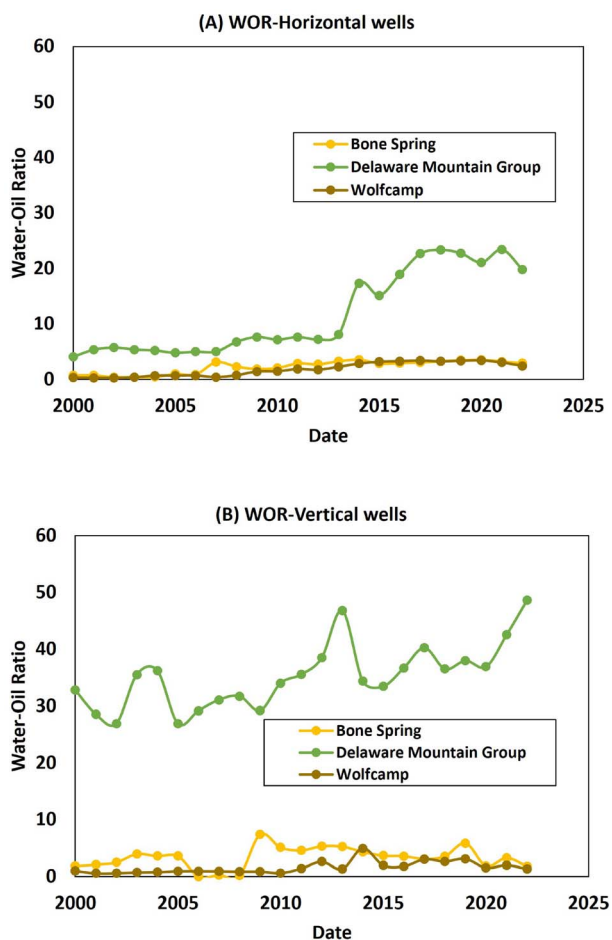 (A) WOR-Horizontal wells
60
50
40
30
20
10
0
Water-Oil Ratio
Bone Spring
Delaware Mountain Group
Wolfcamp
2000 2005 2010 2015 2020 2025
Date
(B) WOR-Vertical wells
60
50
40
30
20
10
0
Water-Oil Ratio
Bone Spring
Delaware Mountain Group
Wolfcamp
2000 2005 2010 2015 2020 2025
Date